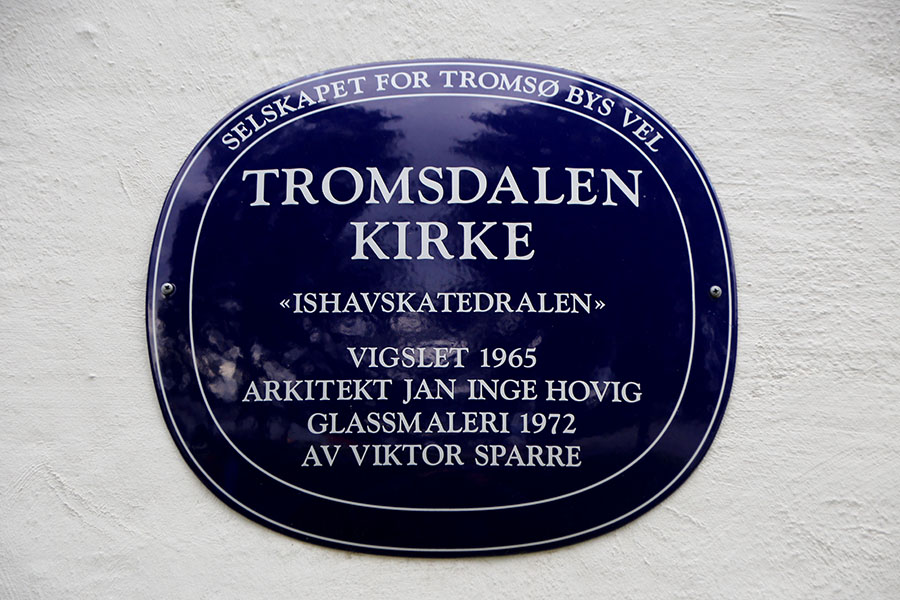 SELSKAPET FOR TROMSØ BYS VEL
TROMSDALEN
KIRKE
«ISHAVSKATEDRALEN»
VIGSLET 1965
ARKITEKT JAN INGE HOVIG
GLASSMALERI 1972
AV VIKTOR SPARRE